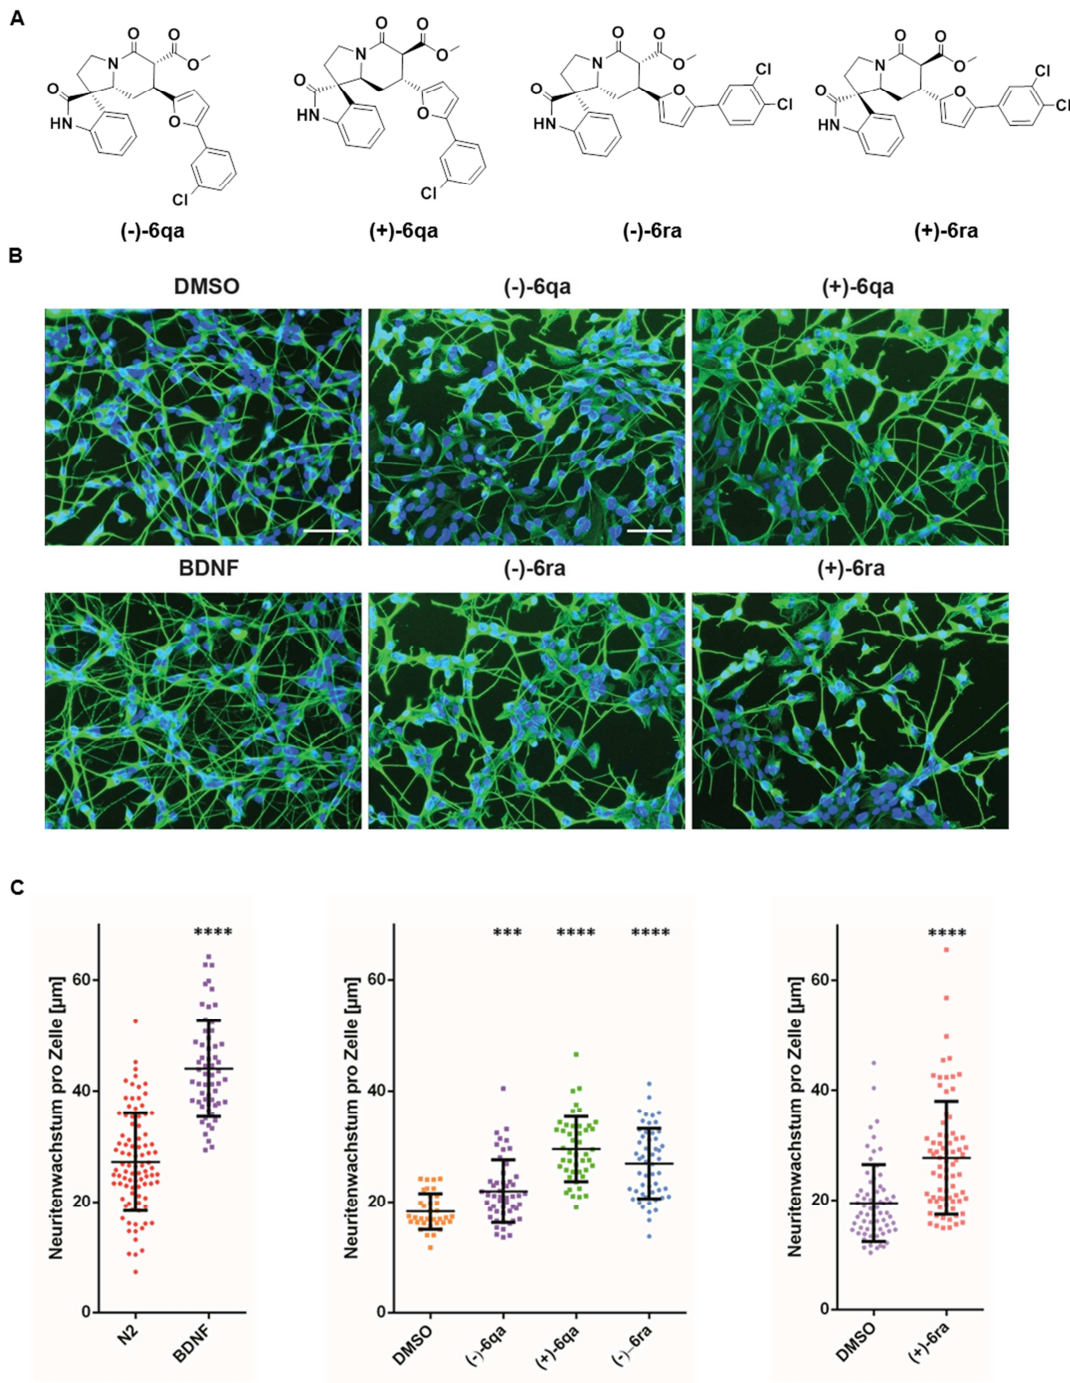 A
O O O N O HN O Cl
O O O N O HN O Cl
O O O N O HN O Cl Cl
O O O N O HN O Cl Cl
(-)-6qa (+)-6qa (-)-6ra (+)-6ra
B
DMSO (-)-6qa (+)-6qa
BDNF (-)-6ra (+)-6ra
C
Neuritenwachstum pro Zelle [µm]
60
40
20
0
N2 BDNF
****
Neuritenwachstum pro Zelle [µm]
60
40
20
0
DMSO (-)-6qa (+)-6qa (-)-6ra
*** **** ****
Neuritenwachstum pro Zelle [µm]
60
40
20
0
DMSO (+)-6ra
****